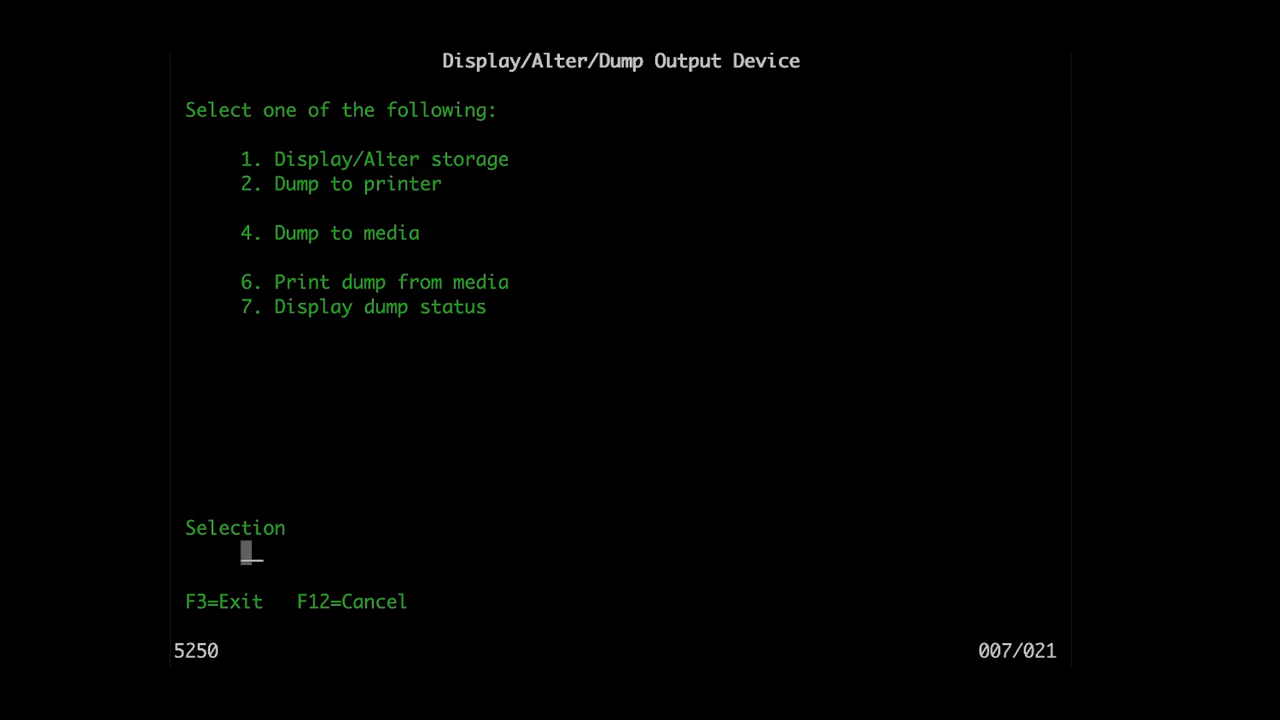 Display/Alter/Dump Output Device
Select one of the following:
1. Display/Alter storage
2. Dump to printer
4. Dump to media
6. Print dump from media
7. Display dump status
Selection
F3=Exit   F12=Cancel
5250   007/021